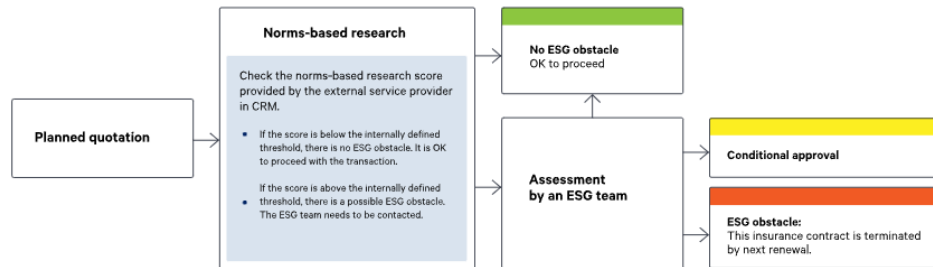 Planned quotation
Norms-based research
Check the norms-based research score
provided by the external service provider
in CRM.
If the score is below the internally defined
threshold, there is no ESG obstacle. It is OK
to proceed with the transaction.
If the score is above the internally defined
threshold, there is a possible ESG obstacle.
The ESG team needs to be contacted.
No ESG obstacle
OK to proceed
Assessment
by an ESG team
Conditional approval
ESG obstacle:
This insurance contract is terminated
by next renewal.